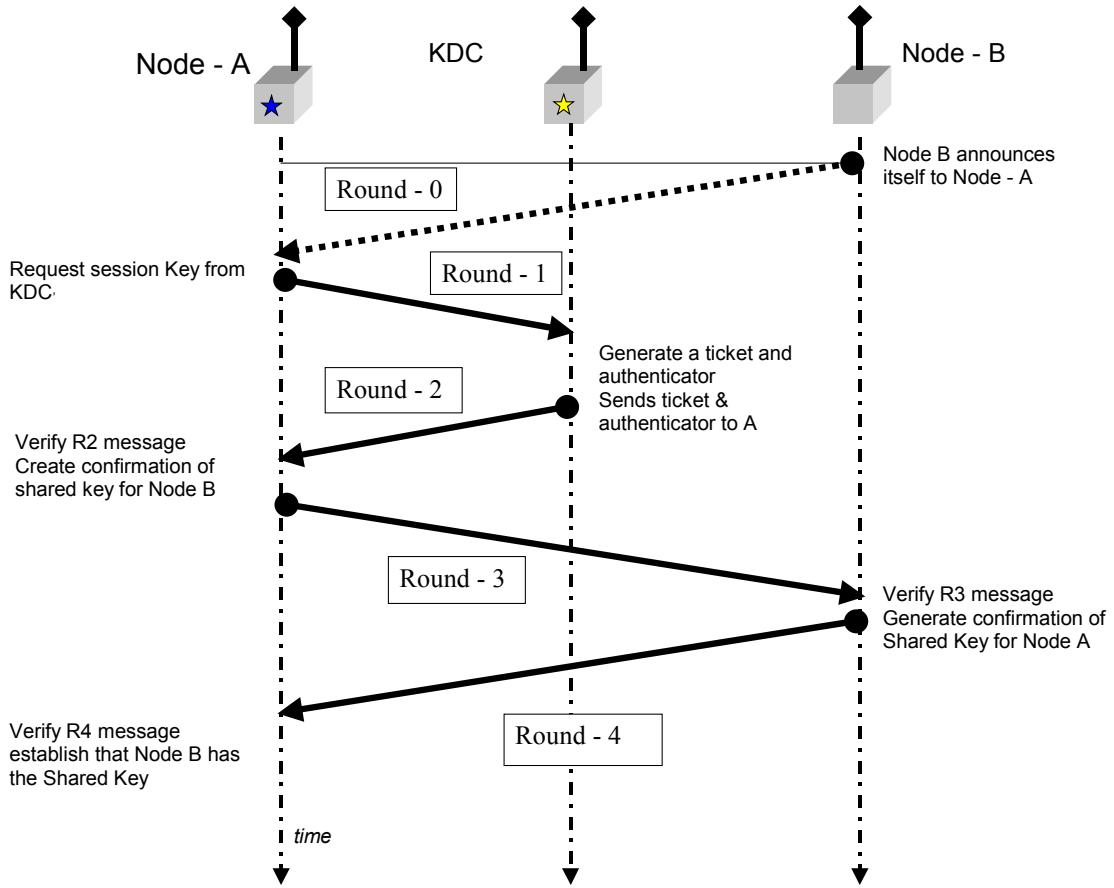 Node - A
KDC
Node - B
Node B announces
itself to Node - A
Round - 0
Request session Key from
KDC,
Round - 1
Generate a ticket and
authenticator
Sends ticket &
authenticator to A
Round - 2
Verify R2 message
Create confirmation of
shared key for Node B
Round - 3
Verify R3 message
Generate confirmation of
Shared Key for Node A
Verify R4 message
establish that Node B has
the Shared Key
Round - 4
time